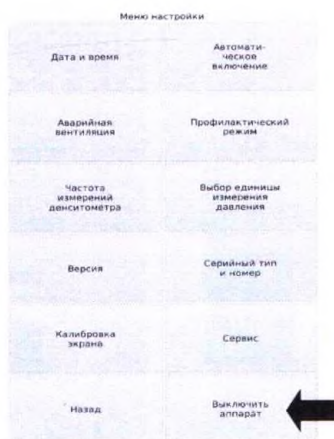 Меню настройки
Дата и время
Автомати-
ческое
включение
Аварийная
вентиляция
Профилактический
режим
Частота
измерений
денситометра
Выбор единицы
измерения
давления
Версия
Серийный тип
и номер
Калибровка
экрана
Сервис
Назад
Выключить
аппарат